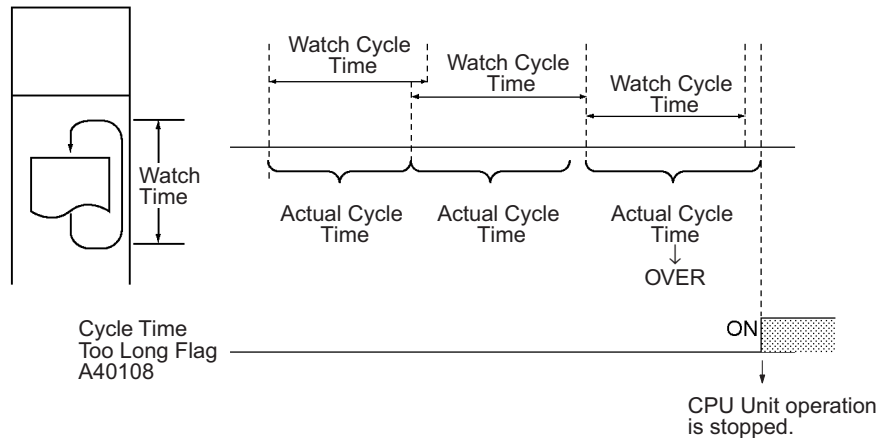 Watch
Time
Watch Cycle
Time
Watch Cycle
Time
Watch Cycle
Time
Actual Cycle
Time
Actual Cycle
Time
Actual Cycle
Time
↓
OVER
Cycle Time
Too Long Flag
A40108
ON
CPU Unit operation
is stopped.